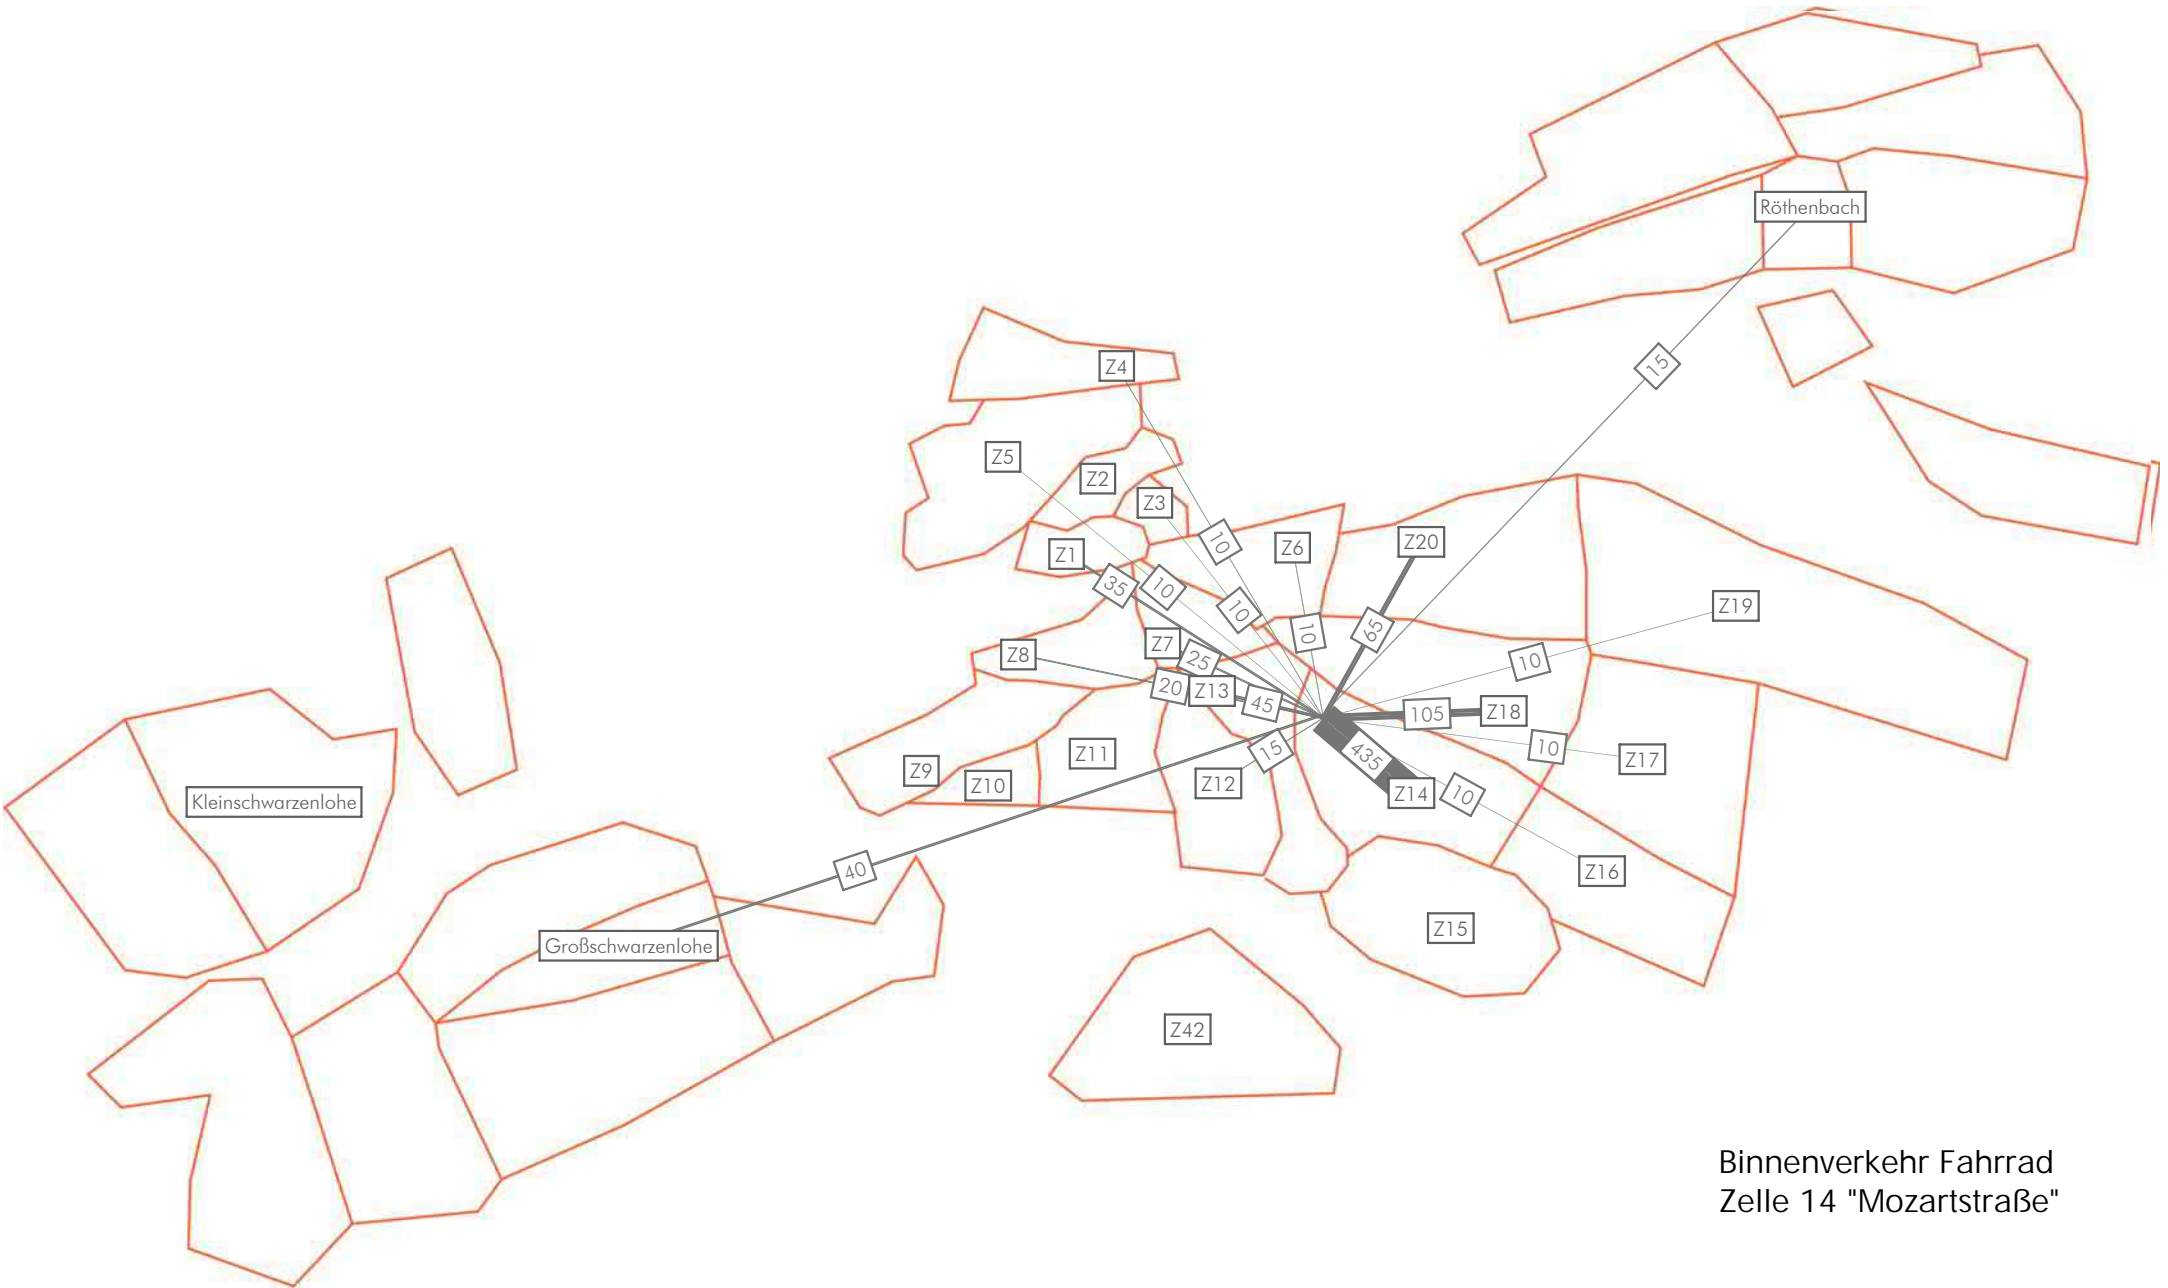 Röthenbach
15
Z4
Z5
Z2
Z3
10
Z6
Z20
Z1
35
10
10
10
65
Z19
Z7
Z8
25
10
20
Z13
45
105
Z18
15
435
10
Z17
Z9
Z10
Z11
Z12
Z14
10
Kleinschwarzenlohe
40
Z16
Großschwarzenlohe
Z15
Z42
Binnenverkehr Fahrrad
Zelle 14 "Mozartstraße"